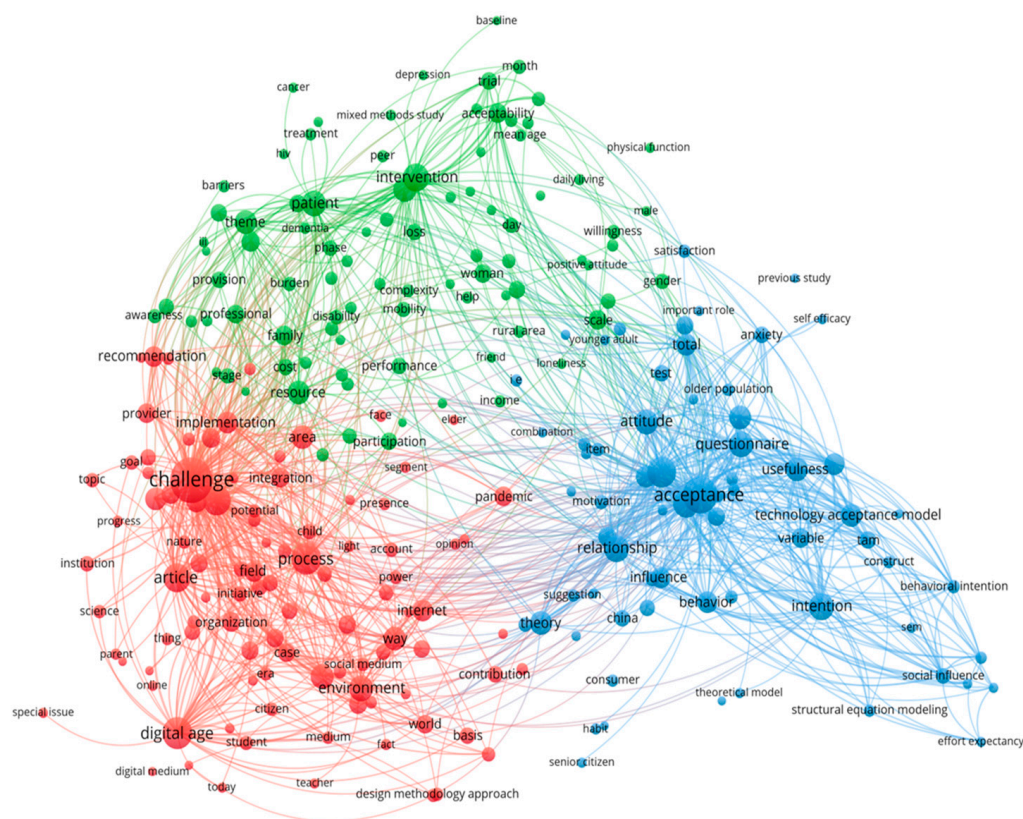 baseline
month
depression
trial
cancer
mixed methods study
acceptability
treatment
mean age
hiv
peer
physical function
intervention
daily living
barriers
patient
male
theme
dementia
loss
day
willingness
ill
phase
satisfaction
positive attitude
provision
burden
woman
gender
previous study
complexity
help
awareness
professional
disability
mobility
scale
important role
self efficacy
family
rural area
younger adult
total
anxiety
recommendation
cost
performance
friend
loneliness
test
stage
i e
older population
resource
income
provider
implementation
face
elder
attitude
area
participation
combination
questionnaire
item
goal
segment
usefulness
topic
challenge
integration
presence
pandemic
motivation
acceptance
potential
technology acceptance model
progress
child
nature
light
account
opinion
relationship
variable
tam
institution
process
construct
article
field
power
influence
behavioral intention
initiative
suggestion
science
internet
behavior
intention
organization
theory
china
thing
way
sem
parent
case
social medium
era
contribution
consumer
social influence
online
environment
theoretical model
special issue
citizen
structural equation modeling
digital age
world
habit
student
medium
fact
basis
effort expectancy
senior citizen
digital medium
today
teacher
design methodology approach